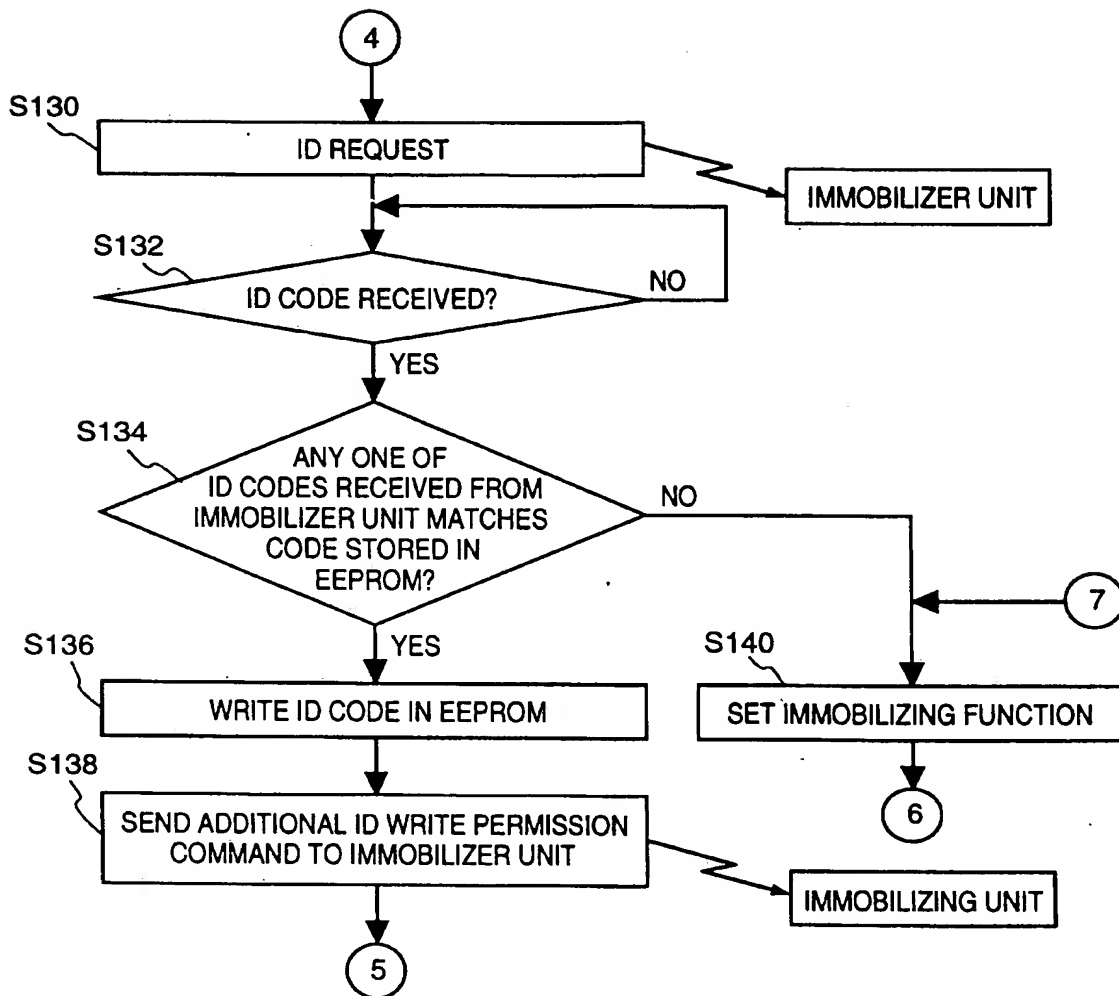 4
S130
ID REQUEST
IMMOBILIZER UNIT
S132
ID CODE RECEIVED?
NO
YES
S134
ANY ONE OF
ID CODES RECEIVED FROM
IMMOBILIZER UNIT MATCHES
CODE STORED IN
EEPROM?
NO
7
YES
S136
WRITE ID CODE IN EEPROM
S140
SET IMMOBILIZING FUNCTION
S138
SEND ADDITIONAL ID WRITE PERMISSION
COMMAND TO IMMOBILIZER UNIT
6
IMMOBILIZING UNIT
5